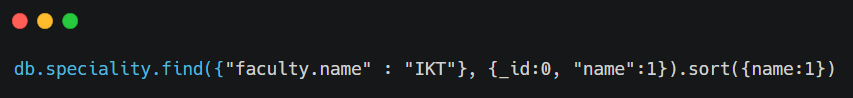 db.speciality.find({"faculty.name" : "IKT"}, {_id:0, "name":1}).sort({name:1})